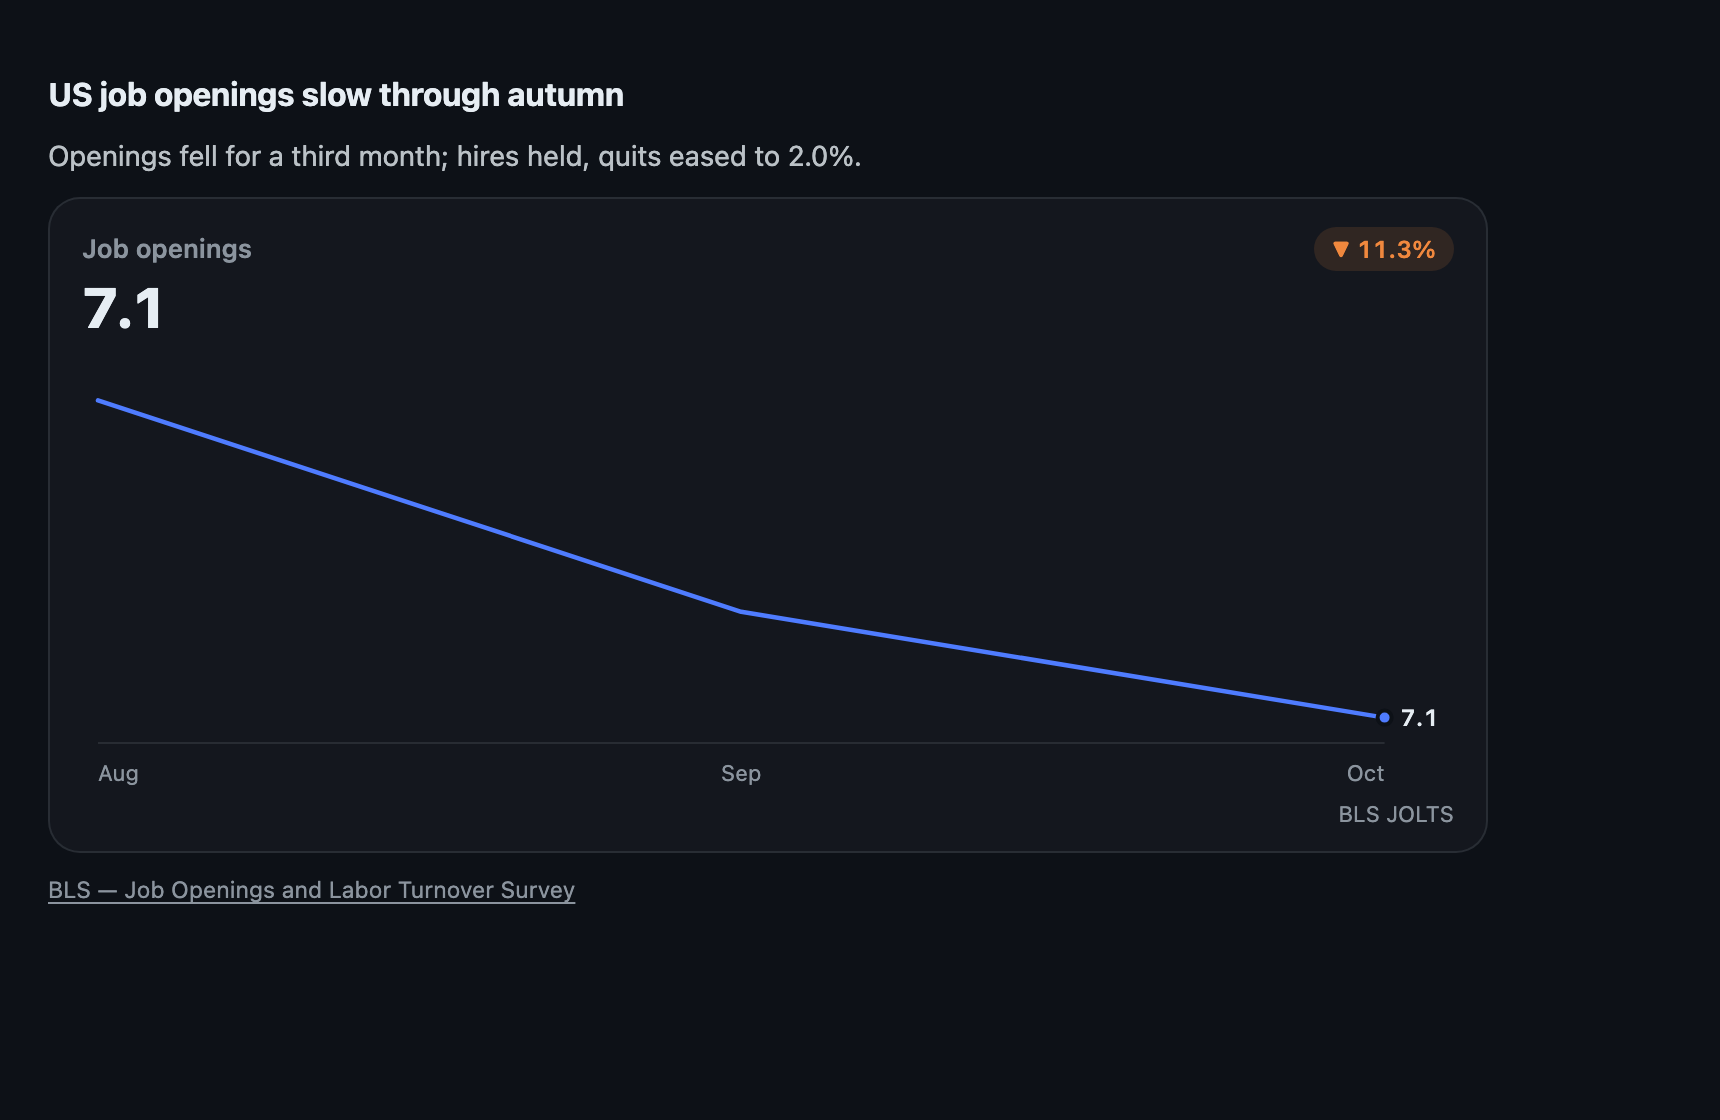 US job openings slow through autumn
Openings fell for a third month; hires held, quits eased to 2.0%.
Job openings
▼ 11.3%
7.1
7.1
Aug Sep Oct
BLS JOLTS
BLS — Job Openings and Labor Turnover Survey